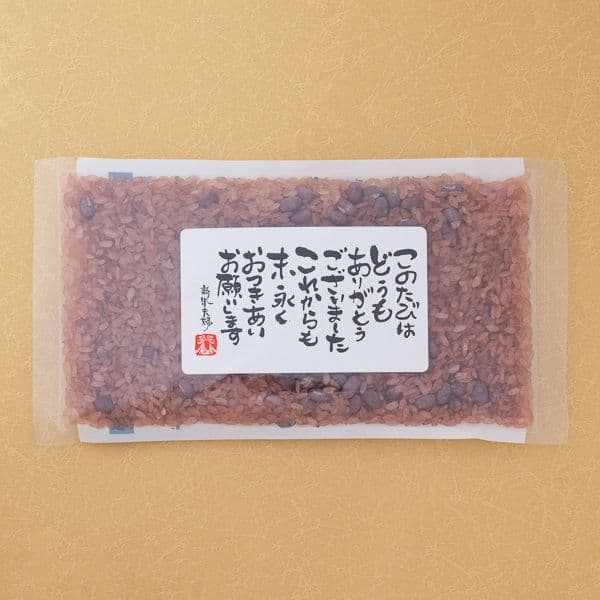 このたびは
どうも
ありがとう
ございました
これからも
末永く
おつきあい
お願いします
新米夫婦